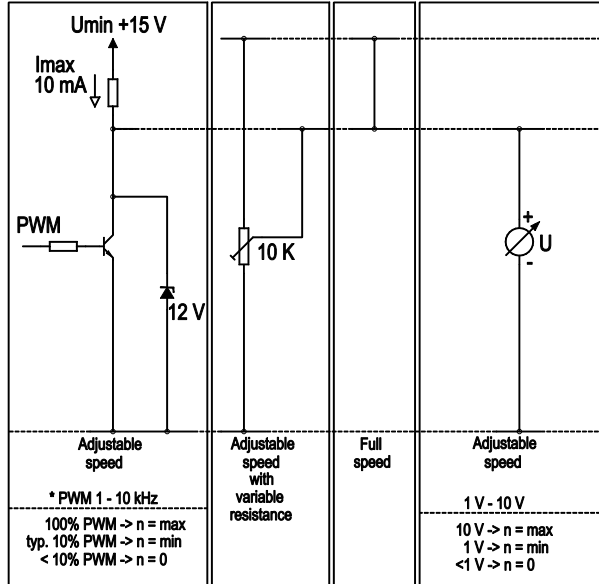 Umin +15 V
Imax
10 mA
PWM
12 V
10 K
+
U
-
Adjustable
speed
* PWM 1 - 10 kHz
100% PWM -> n = max
typ. 10% PWM -> n = min
< 10% PWM -> n = 0
Adjustable
speed
with
variable
resistance
Full
speed
Adjustable
speed
1 V - 10 V
10 V -> n = max
1 V -> n = min
<1 V -> n = 0